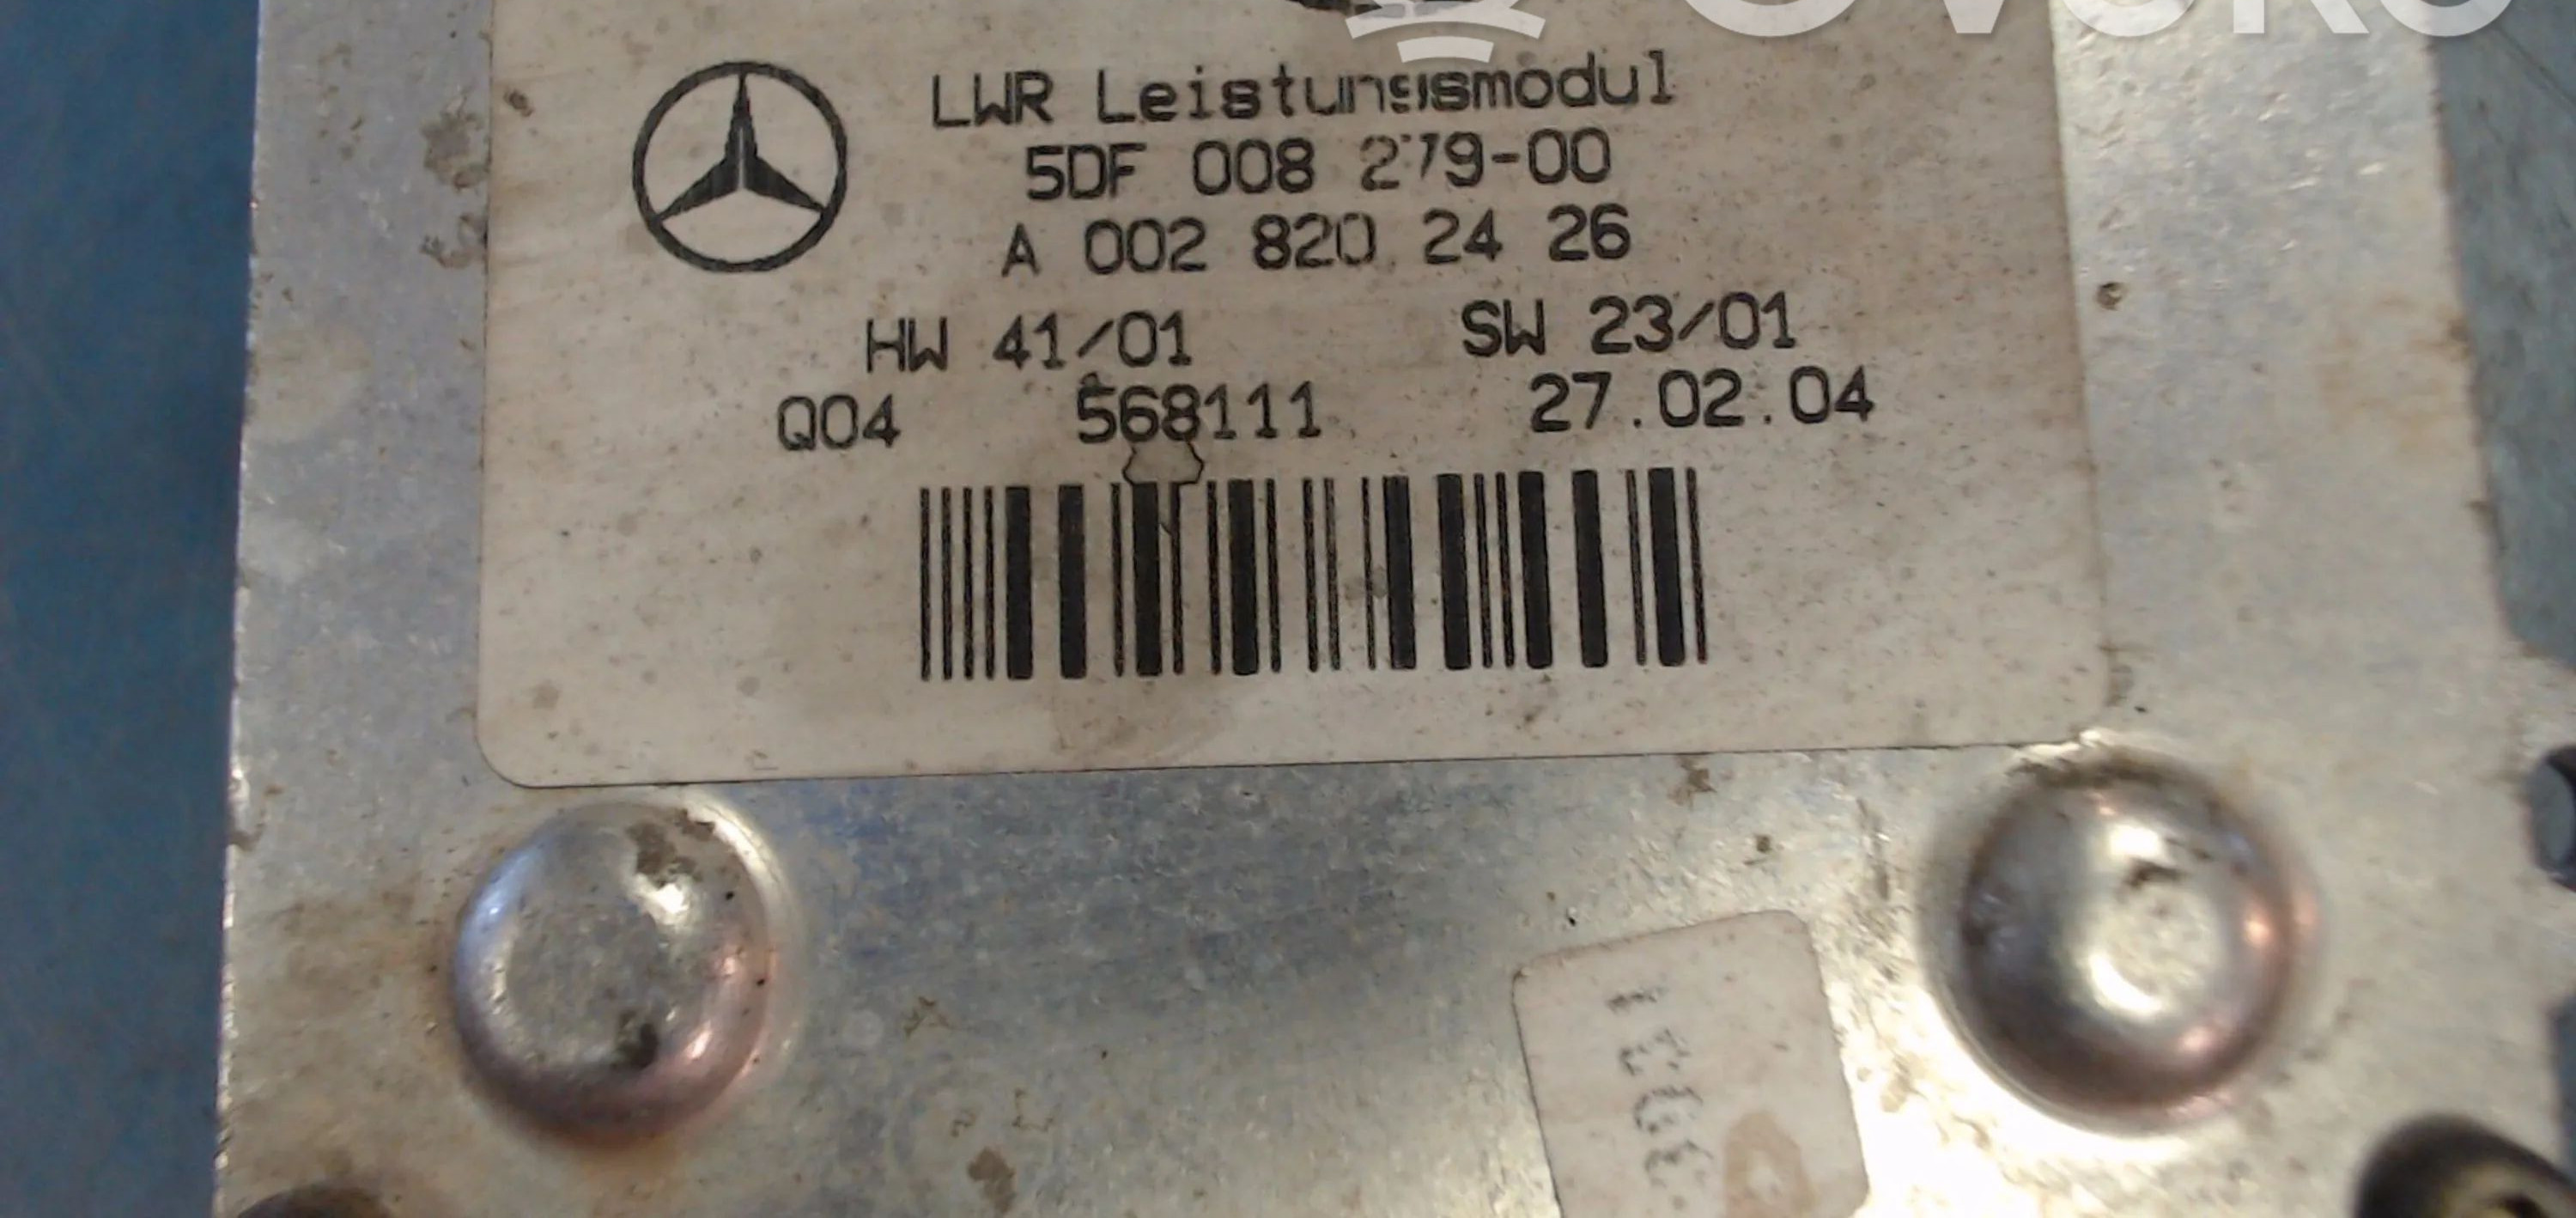 OVOKO
LWR Leistungsmodul
5DF 008 279-00
A 002 820 24 26
HW 41/01 SW 23/01
Q04 568111 27.02.04